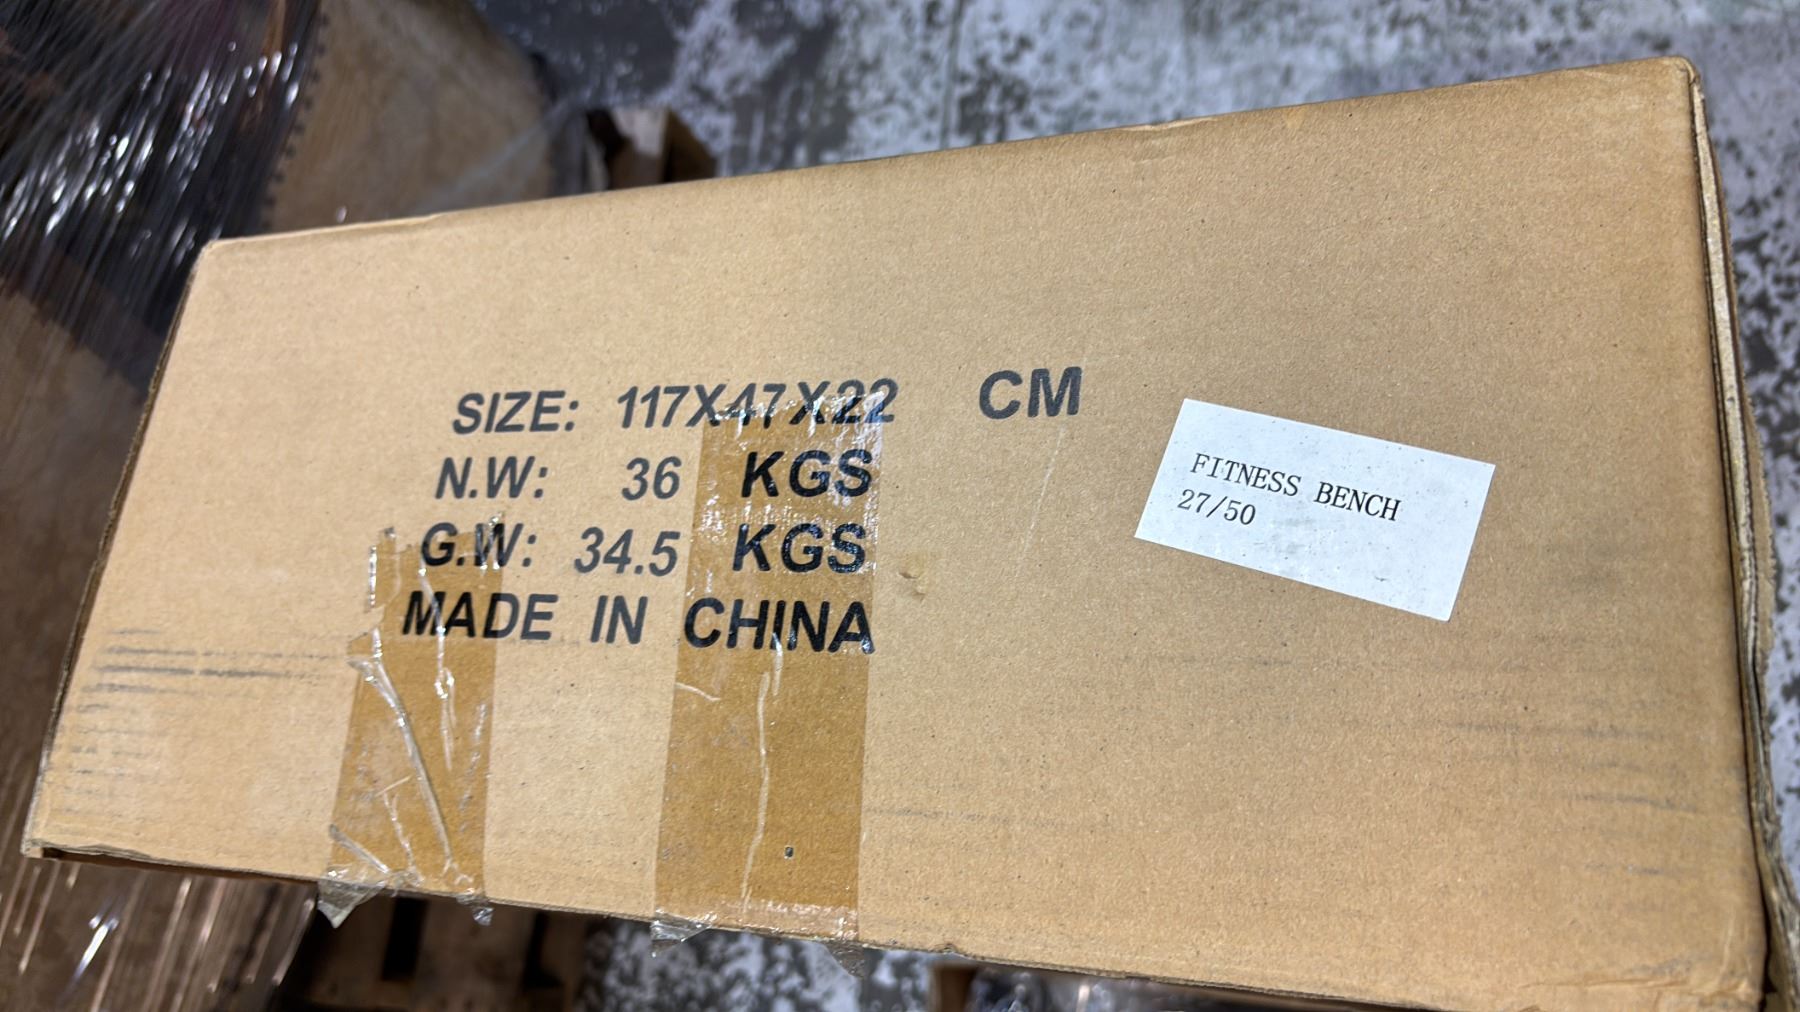 SIZE: 117X47X22 CM
N.W: 36 KGS
G.W: 34.5 KGS
MADE IN CHINA
FITNESS BENCH
27/50